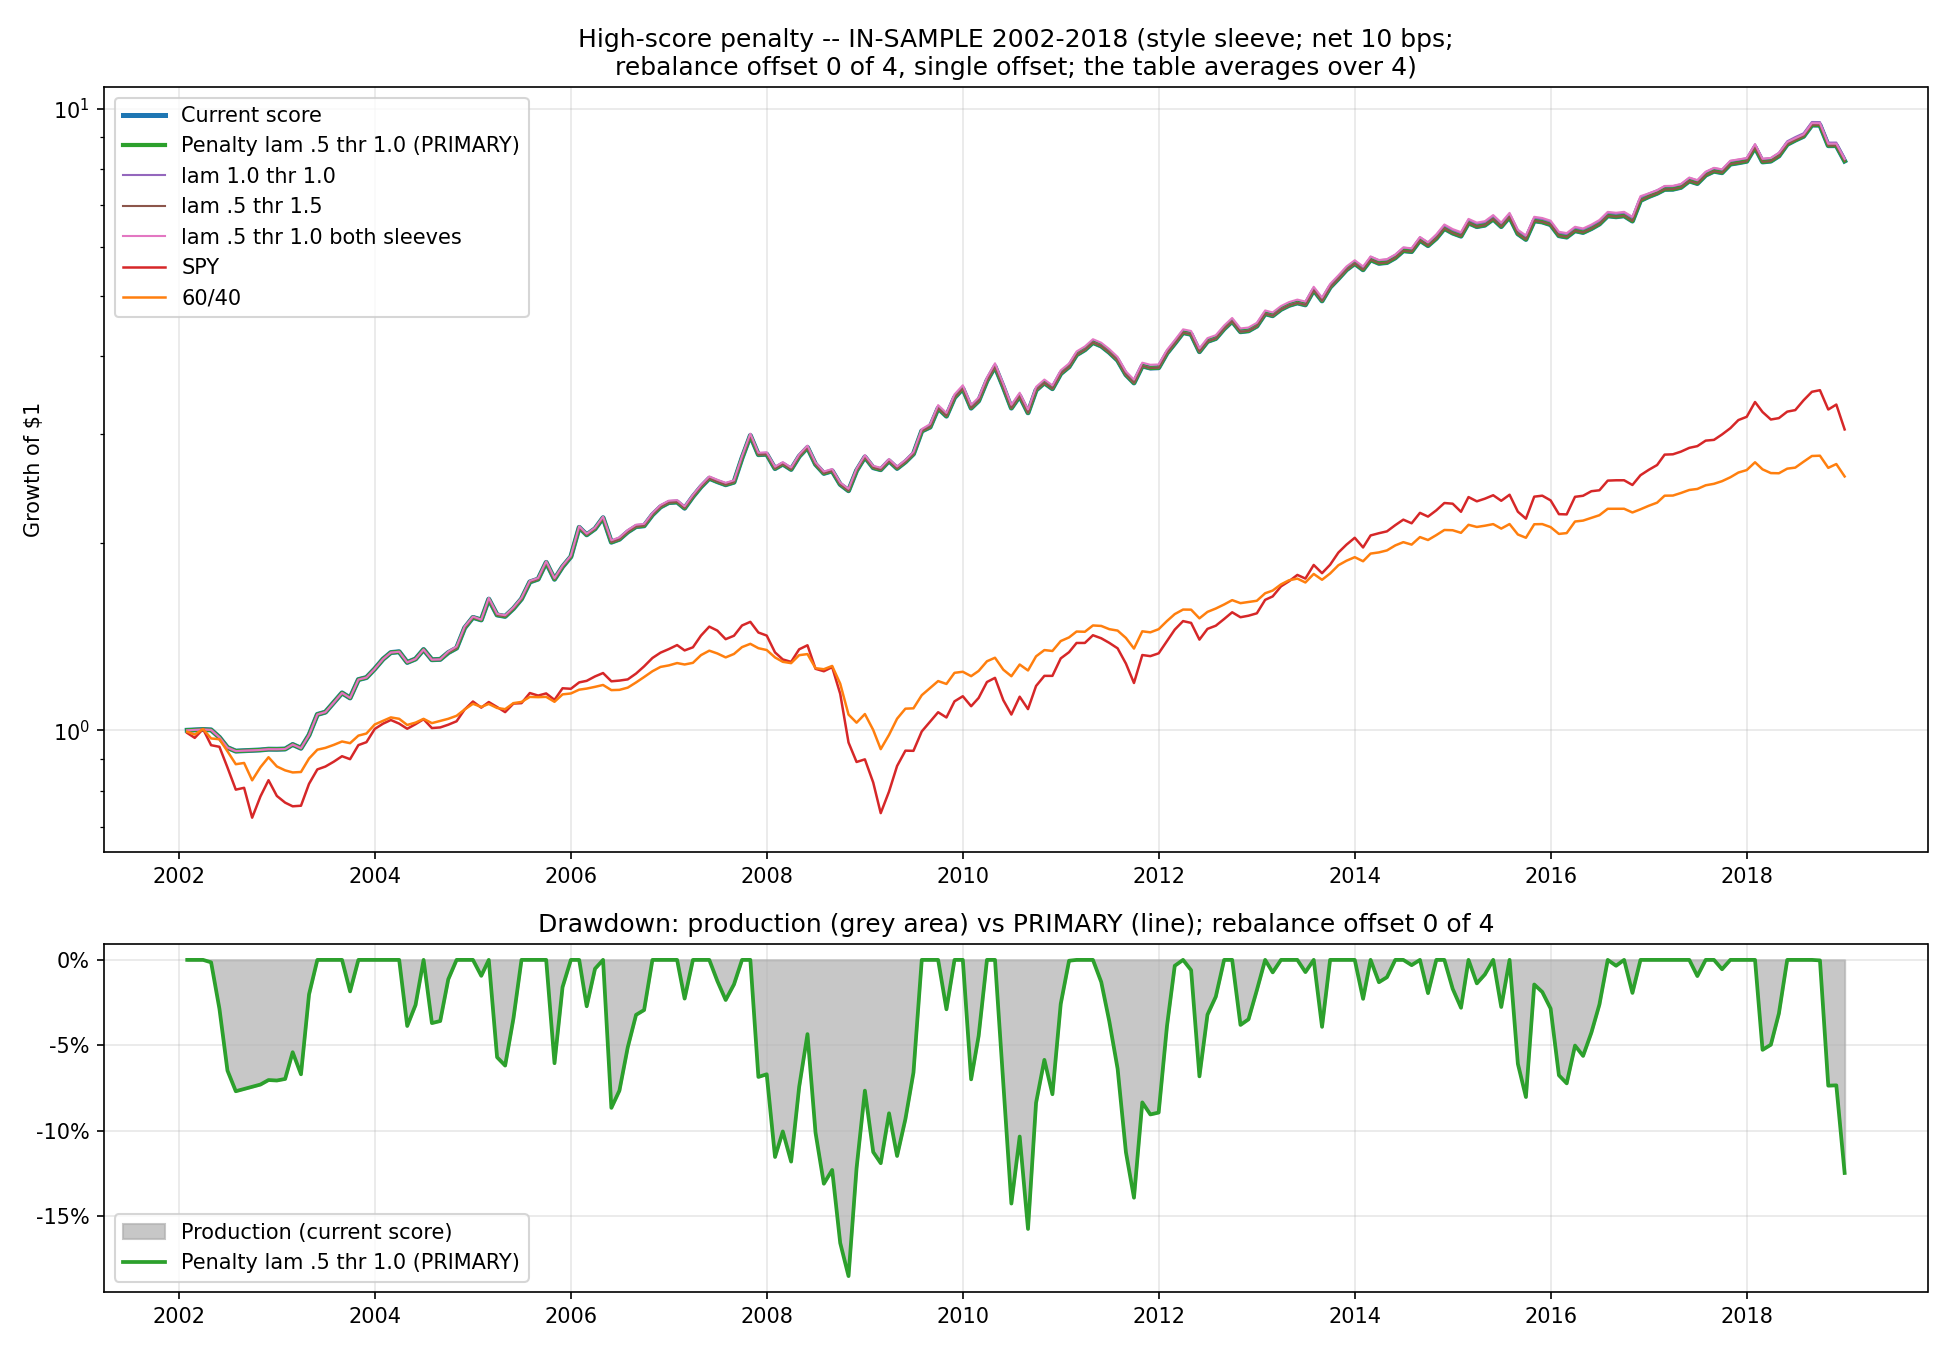 High-score penalty -- IN-SAMPLE 2002-2018 (style sleeve; net 10 bps;
rebalance offset 0 of 4, single offset; the table averages over 4)
Growth of $1
10¹
10⁰
Current score
Penalty lam .5 thr 1.0 (PRIMARY)
lam 1.0 thr 1.0
lam .5 thr 1.5
lam .5 thr 1.0 both sleeves
SPY
60/40
2002 2004 2006 2008 2010 2012 2014 2016 2018
Drawdown: production (grey area) vs PRIMARY (line); rebalance offset 0 of 4
0%
-5%
-10%
-15%
Production (current score)
Penalty lam .5 thr 1.0 (PRIMARY)
2002 2004 2006 2008 2010 2012 2014 2016 2018